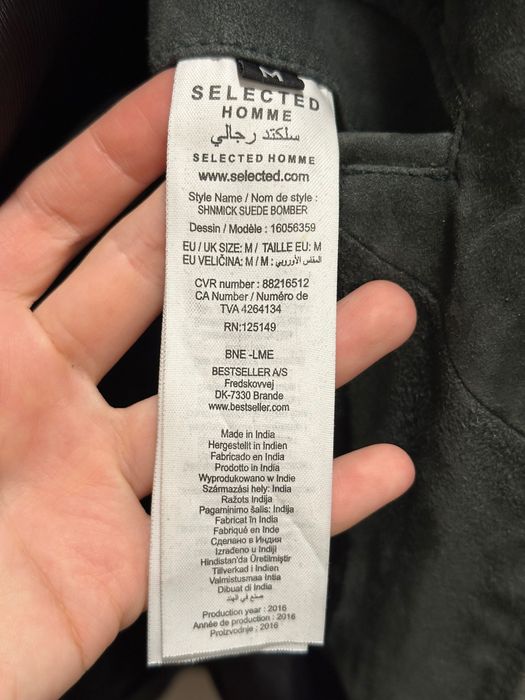 M
SELECTED
HOMME
سلكتد رجالي
SELECTED HOMME
www.selected.com
Style Name / Nom de style :
SHNMICK SUEDE BOMBER
Dessin / Modèle : 16056359
EU / UK SIZE: M / TAILLE EU: M
EU VELIČINA: M / M : المقاس الأوروبي
CVR number : 88216512
CA Number / Numéro de
TVA 4264134
RN:125149
BNE -LME
BESTSELLER A/S
Fredskovvej
DK-7330 Brande
www.bestseller.com
Made in India
Hergestellt in Indien
Fabricado en India
Prodotto in India
Wyprodukowano w Indie
Származási hely: India
Ražots Indija
Pagaminimo šalis: Indija
Fabricat în India
Fabriqué en Inde
Сделано в Индия
Izrađeno u Indiji
Hindistan'da Üretilmiştir
Tillverkad i Indien
Valmistusmaa Intia
Dibuat di India
صنع في الهند
Production year : 2016
Année de production : 2016
Proizvodnje : 2016